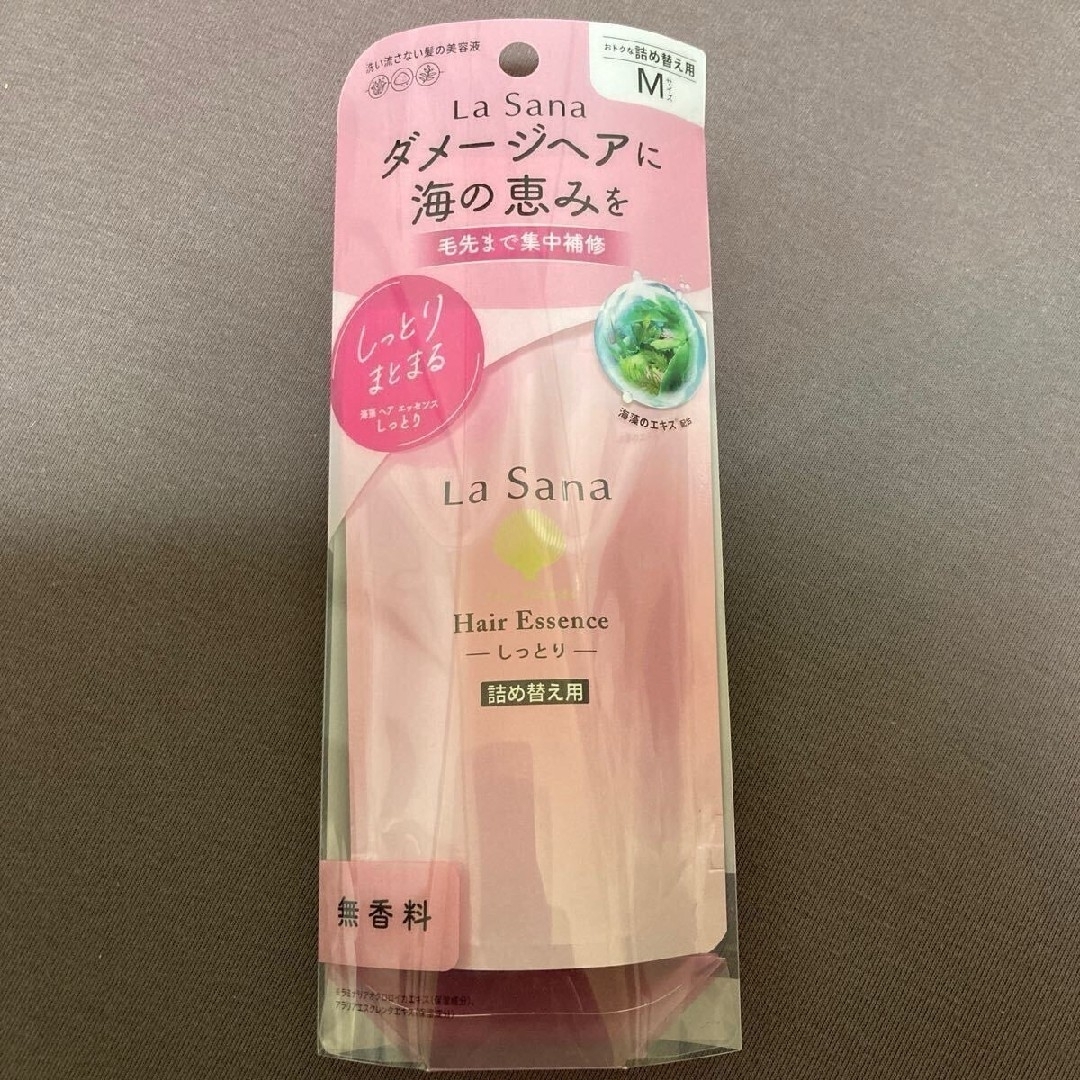 洗い流さない髪の美容液
おトクな詰め替え用
Mサイズ
La Sana
ダメージヘアに
海の恵みを
毛先まで集中補修
しっとり
まとまる
海藻 ヘア エッセンス
しっとり
海藻のエキス*配合
La Sana
Hair Essence
しっとり
詰め替え用
無香料